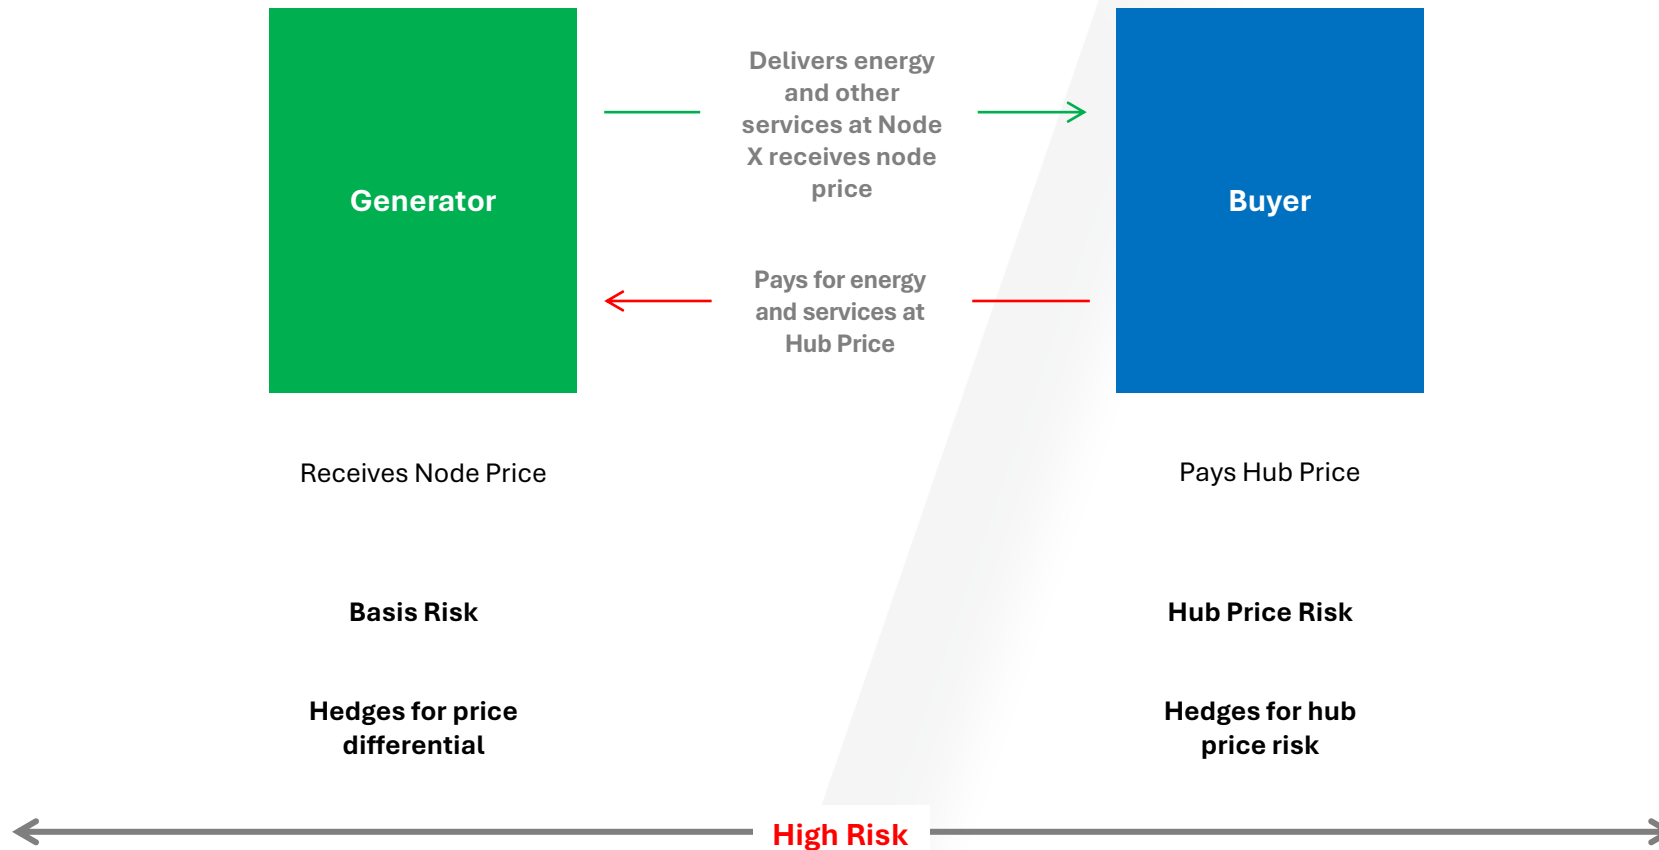 Generator
Delivers energy
and other
services at Node
X receives node
price
Pays for energy
and services at
Hub Price
Buyer
Receives Node Price
Pays Hub Price
Basis Risk
Hub Price Risk
Hedges for price
differential
Hedges for hub
price risk
High Risk